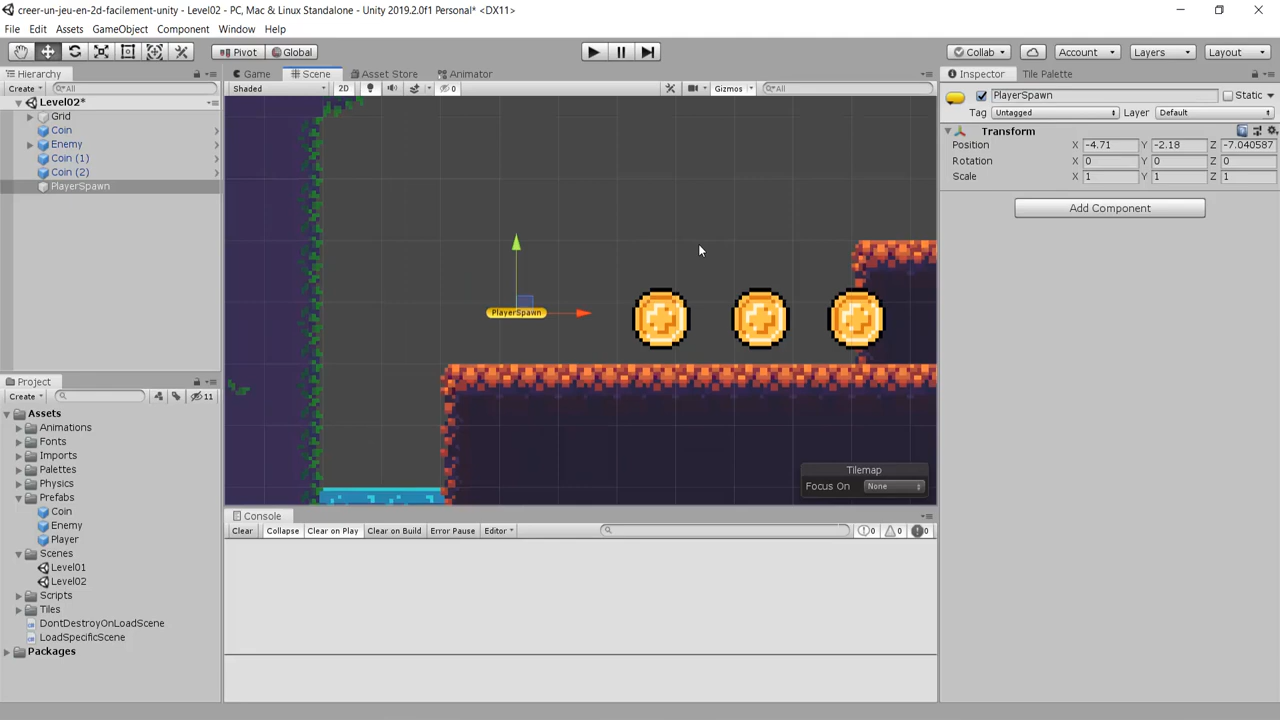 creer-un-jeu-en-2d-facilement-unity - Level02 - PC, Mac & Linux Standalone - Unity 2019.2.0f1 Personal* <DX11>
File Edit Assets GameObject Component Window Help
Pivot Global Collab Account Layers Layout
Hierarchy Game Scene Asset Store Animator Inspector Tile Palette
Create All Shaded 2D 0 Gizmos All
PlayerSpawn Static
Tag Untagged Layer Default
Level02*
Grid
Coin
Enemy
Coin (1)
Coin (2)
PlayerSpawn
Transform
Position X -4.71 Y -2.18 Z -7.040587
Rotation X 0 Y 0 Z 0
Scale X 1 Y 1 Z 1
Add Component
PlayerSpawn
Tilemap
Focus On None
Project
Create 11
Assets
Animations
Fonts
Imports
Palettes
Physics
Prefabs
Coin
Enemy
Player
Scenes
Level01
Level02
Scripts
Tiles
DontDestroyOnLoadScene
LoadSpecificScene
Packages
Console
Clear Collapse Clear on Play Clear on Build Error Pause Editor 0 0 0